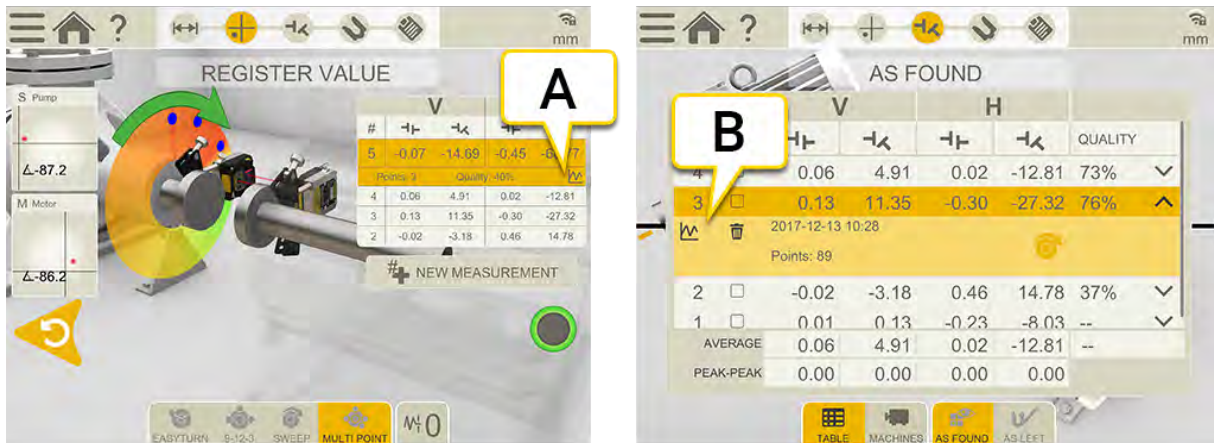 ?
mm
REGISTER VALUE
A
S Pump
∡-87.2
M Motor
∡-86.2
V
#
5 -0.07 -14.69 -0.45
Points: 3 Quality: 40%
4 0.06 4.91 0.02 -12.81
3 0.13 11.35 -0.30 -27.32
2 -0.02 -3.18 0.46 14.78
# NEW MEASUREMENT
EASYTURN 9-12-3 SWEEP MULTI POINT 0
?
mm
AS FOUND
B
V H
QUALITY
4 0.06 4.91 0.02 -12.81 73%
3 0.13 11.35 -0.30 -27.32 76%
2017-12-13 10:28
Points: 89
2 -0.02 -3.18 0.46 14.78 37%
1 0.01 0.13 -0.23 -8.03 --
AVERAGE 0.06 4.91 0.02 -12.81 --
PEAK-PEAK 0.00 0.00 0.00 0.00
TABLE MACHINES AS FOUND AS LEFT